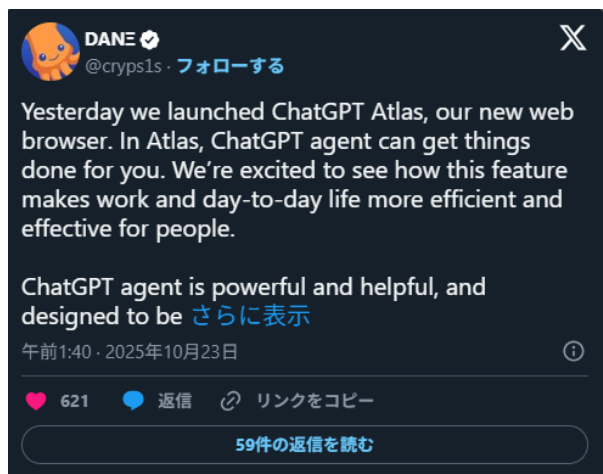 DANΞ
@cryps1s · フォローする
Yesterday we launched ChatGPT Atlas, our new web
browser. In Atlas, ChatGPT agent can get things
done for you. We’re excited to see how this feature
makes work and day-to-day life more efficient and
effective for people.
ChatGPT agent is powerful and helpful, and
designed to be さらに表示
午前1:40 · 2025年10月23日
621 返信 リンクをコピー
59件の返信を読む